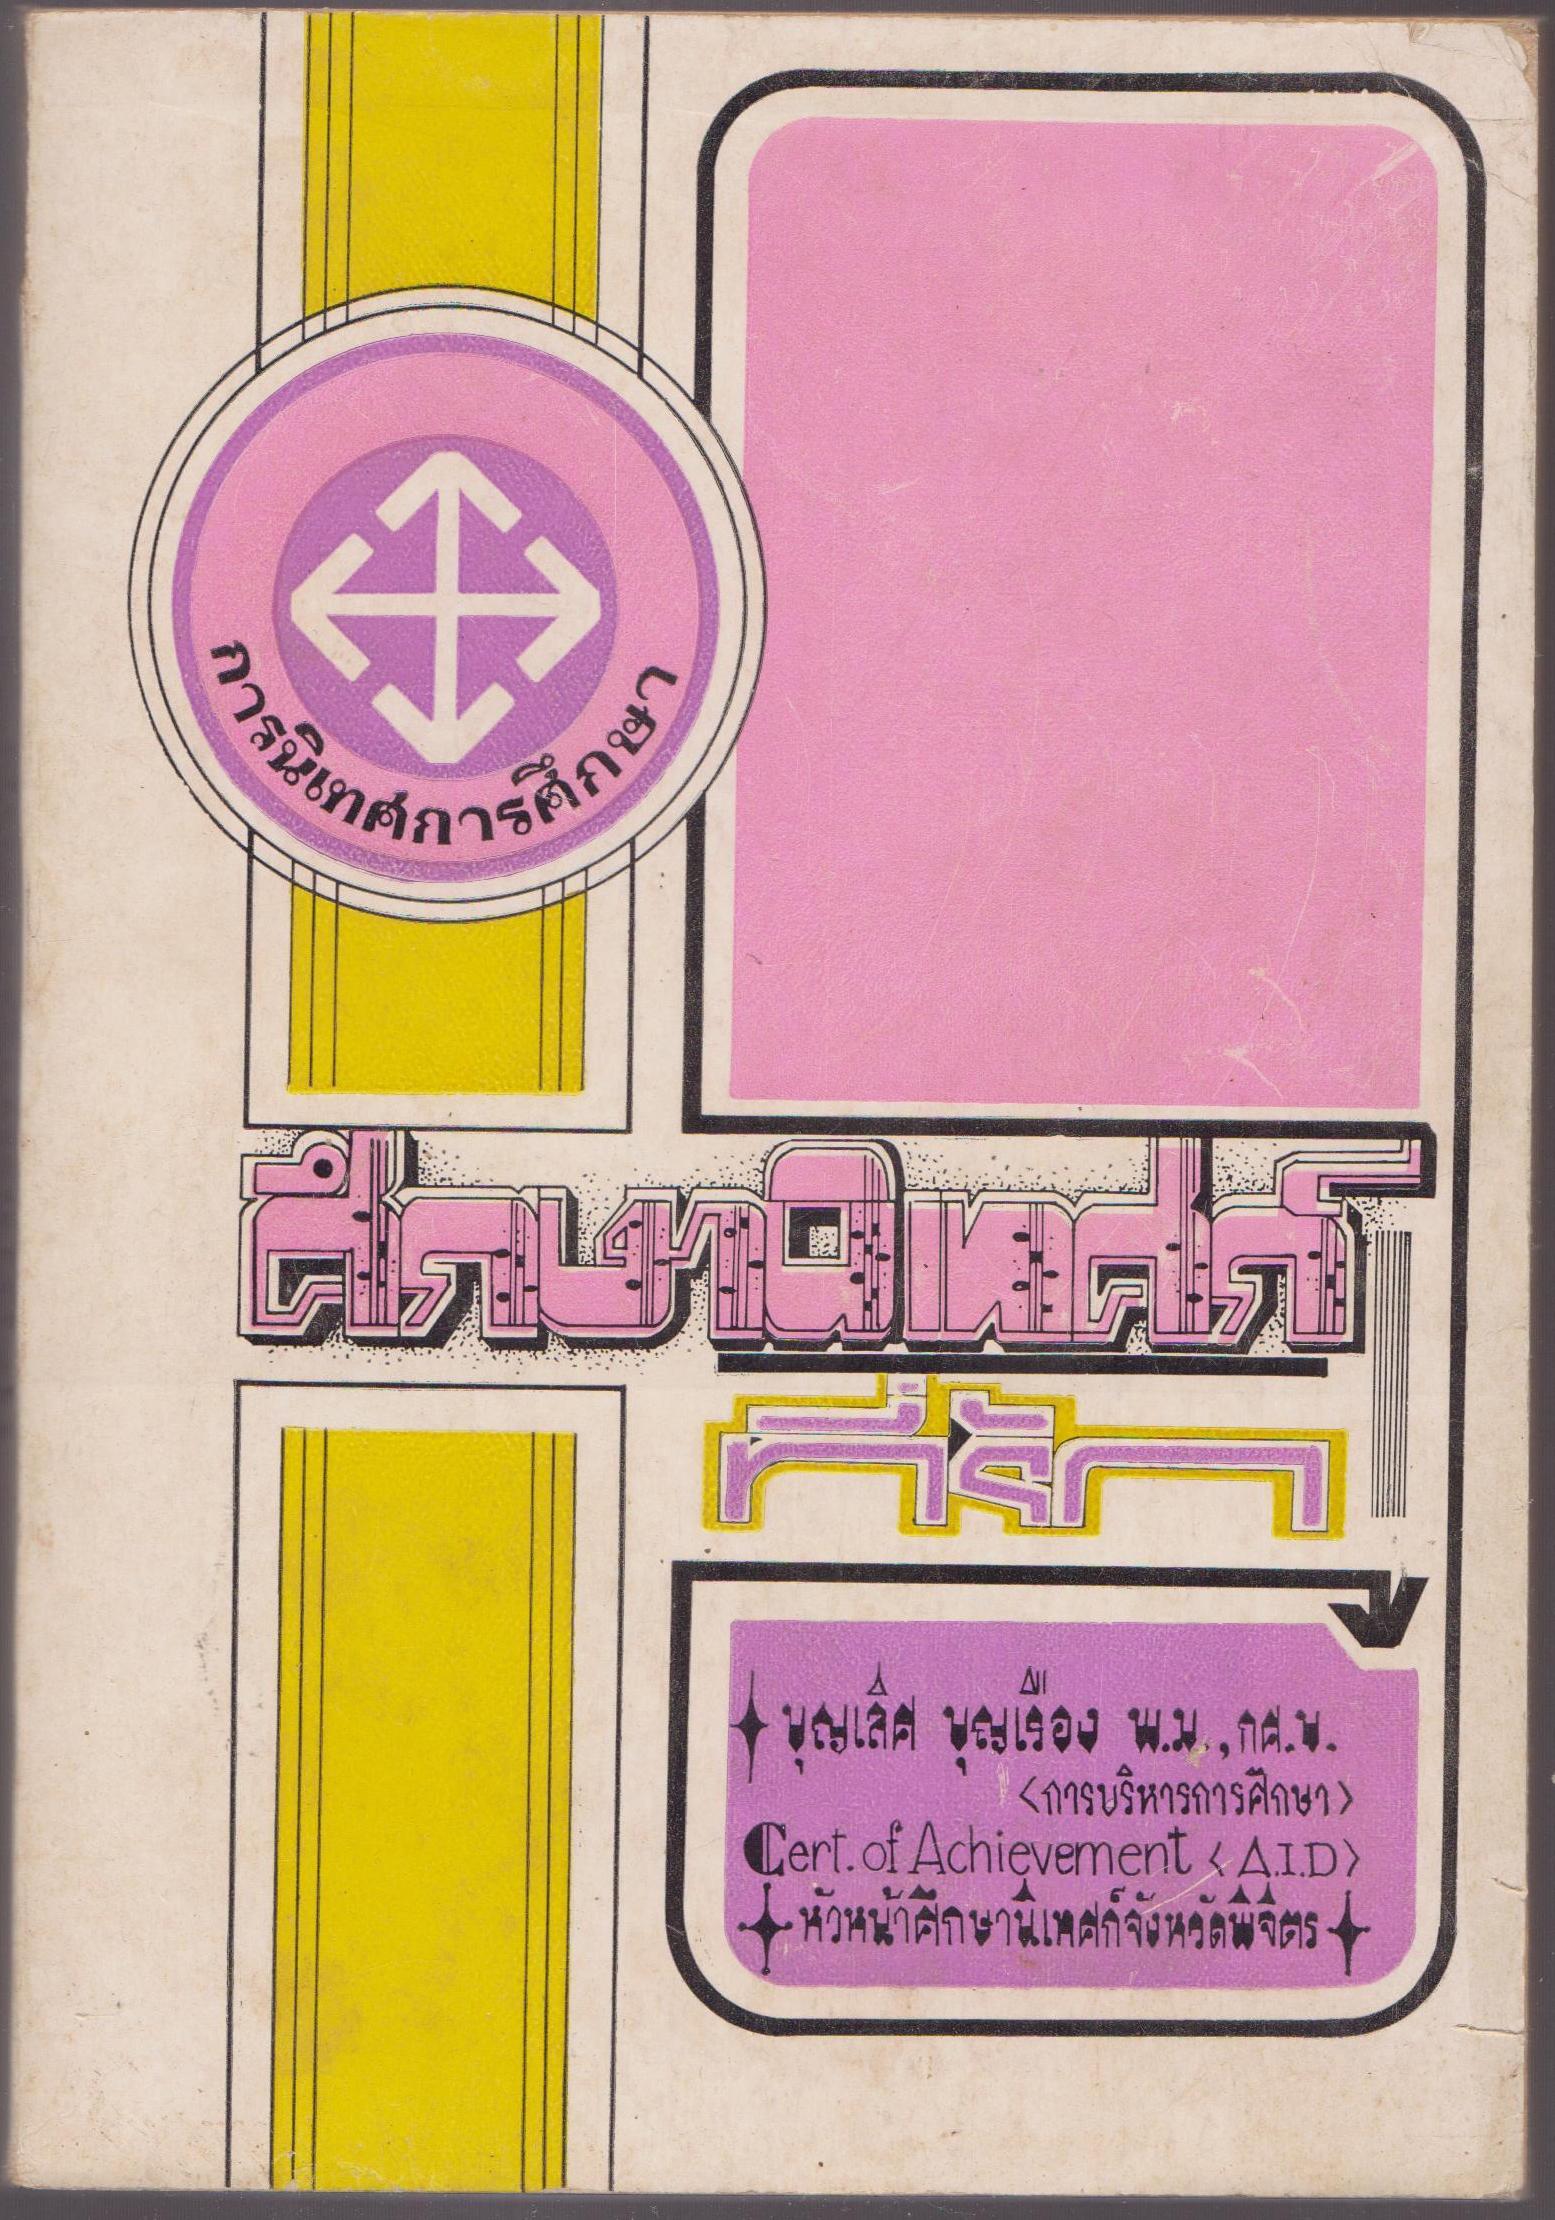 การนิเทศการศึกษา
ศึกษานิเทศก์
ที่รัก
บุญเลิศ บุญเรือง พ.ม., กศ.บ.
<การบริหารการศึกษา>
Cert. of Achievement <A.I.D>
หัวหน้าศึกษานิเทศก์จังหวัดพิจิตร